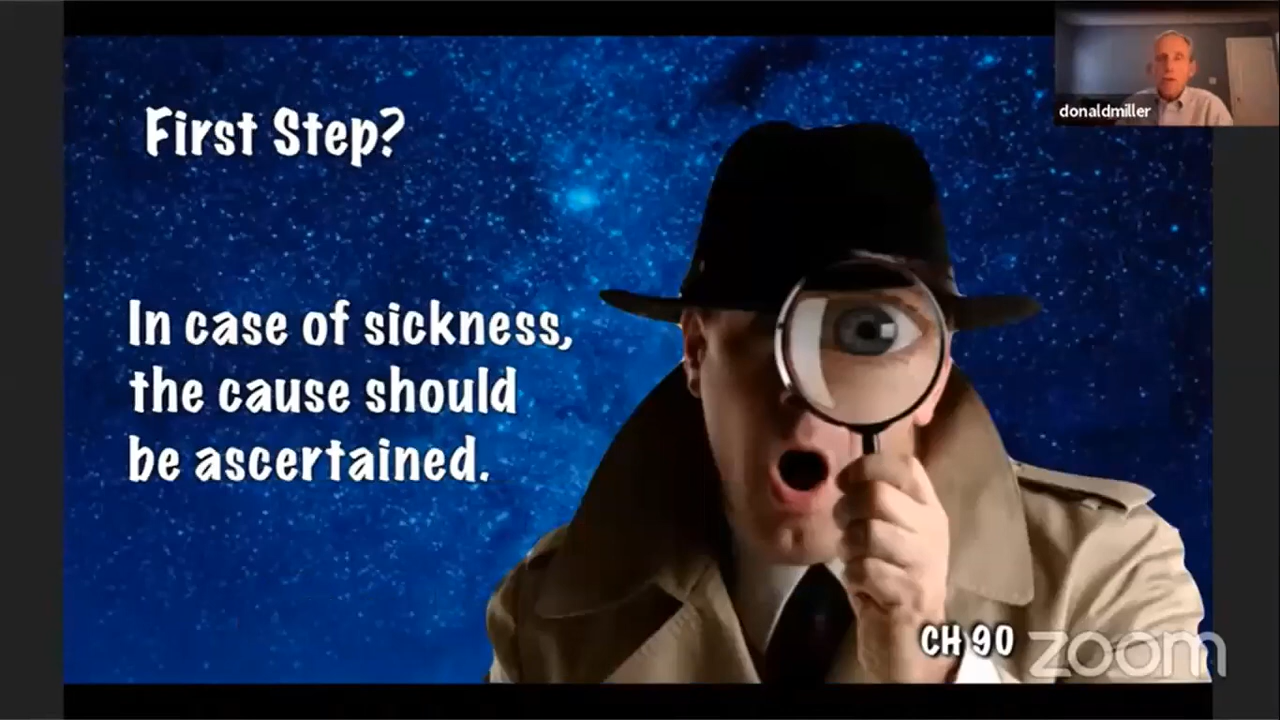 donaldmiller
First Step?
In case of sickness,
the cause should
be ascertained.
CH 90
zoom